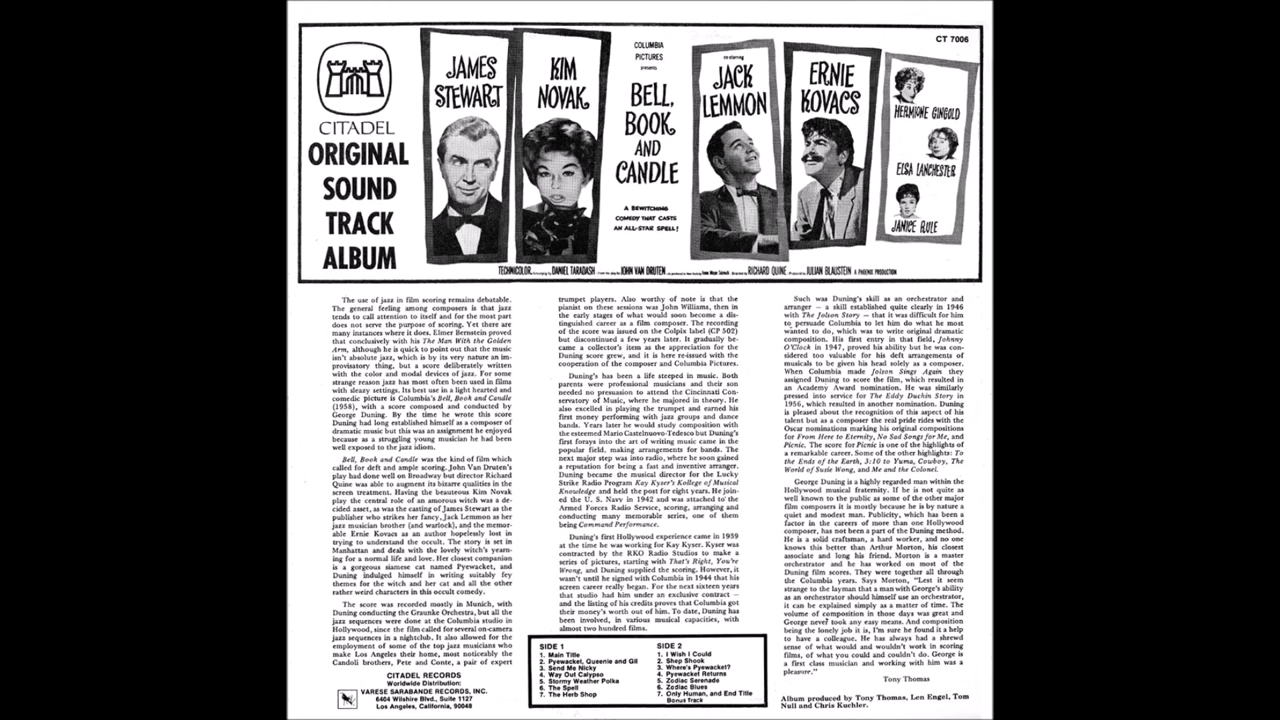 CT 7006
CITADEL
ORIGINAL
SOUND
TRACK
ALBUM
JAMES
STEWART
KIM
NOVAK
COLUMBIA
PICTURES
presents
BELL,
BOOK
AND
CANDLE
A BEWITCHING
COMEDY THAT CASTS
AN ALL-STAR SPELL!
co-starring
JACK
LEMMON
ERNIE
KOVACS
HERMIONE GINGOLD
ELSA LANCHESTER
JANICE RULE
TECHNICOLOR DANIEL TARADASH JOHN VAN DRUTEN RICHARD QUINE JULIAN BLAUSTEIN A PHOENIX PRODUCTION
The use of jazz in film scoring remains debatable.
The general feeling among composers is that jazz
tends to call attention to itself and for the most part
does not serve the purpose of scoring. Yet there are
many instances where it does. Elmer Bernstein proved
that conclusively with his The Man With the Golden
Arm, although he is quick to point out that the music
isn't absolute jazz, which is by its very nature an im-
provisatory thing, but a score deliberately written
with the color and modal devices of jazz. For some
strange reason jazz has most often been used in films
with sleazy settings. Its best use in a light hearted and
comedic picture is Columbia's Bell, Book and Candle
(1958), with a score composed and conducted by
George Duning. By the time he wrote this score
Duning had long established himself as a composer of
dramatic music but this was an assignment he enjoyed
because as a struggling young musician he had been
well exposed to the jazz idiom.
Bell, Book and Candle was the kind of film which
called for deft and ample scoring. John Van Druten's
play had done well on Broadway but director Richard
Quine was able to augment its bizarre qualities in the
screen treatment. Having the beauteous Kim Novak
play the central role of an amorous witch was a de-
cided asset, as was the casting of James Stewart as the
publisher who strikes her fancy, Jack Lemmon as her
jazz musician brother (and warlock), and the memor-
able Ernie Kovacs as an author hopelessly lost in
trying to understand the occult. The story is set in
Manhattan and deals with the lovely witch's yearn-
ing for a normal life and love. Her closest companion
is a gorgeous siamese cat named Pyewacket, and
Duning indulged himself in writing suitably fey
themes for the witch and her cat and all the other
rather weird characters in this occult comedy.
The score was recorded mostly in Munich, with
Duning conducting the Graunke Orchestra, but all the
jazz sequences were done at the Columbia studio in
Hollywood, since the film called for several on-camera
jazz sequences in a nightclub. It also allowed for the
employment of some of the top jazz musicians who
make Los Angeles their home, most noticeably the
Candoli brothers, Pete and Conte, a pair of expert
CITADEL RECORDS
Worldwide Distribution:
VARESE SARABANDE RECORDS, INC.
6404 Wilshire Blvd., Suite 1127
Los Angeles, California, 90048
trumpet players. Also worthy of note is that the
pianist on these sessions was John Williams, then in
the early stages of what would soon become a dis-
tinguished career as a film composer. The recording
of the score was issued on the Colpix label (CP 502)
but discontinued a few years later. It gradually be-
came a collector's item as the appreciation for the
Duning score grew, and it is here re-issued with the
cooperation of the composer and Columbia Pictures.
Duning's has been a life steeped in music. Both
parents were professional musicians and their son
needed no presuation to attend the Cincinnati Con-
servatory of Music, where he majored in theory. He
also excelled in playing the trumpet and earned his
first money performing with jazz groups and dance
bands. Years later he would study composition with
the esteemed Mario Castelnuovo-Tedesco but Duning's
first forays into the art of writing music came in the
popular field, making arrangements for bands. The
next major step was into radio, where he soon gained
a reputation for being a fast and inventive arranger.
Duning became the musical director for the Lucky
Strike Radio Program Kay Kyser's Kollege of Musical
Knowledge and held the post for eight years. He join-
ed the U. S. Navy in 1942 and was attached to the
Armed Forces Radio Service, scoring, arranging and
conducting many memorable series, one of them
being Command Performance.
Duning's first Hollywood experience came in 1939
at the time he was working for Kay Kyser. Kyser was
contracted by the RKO Radio Studios to make a
series of pictures, starting with That's Right, You're
Wrong, and Duning supplied the scoring. However, it
wasn't until he signed with Columbia in 1944 that his
screen career really began. For the next sixteen years
that studio had him under an exclusive contract —
and the listing of his credits proves that Columbia got
their money's worth out of him. To date, Duning has
been involved, in various musical capacities, with
almost two hundred films.
SIDE 1
1. Main Title
2. Pyewacket, Queenie and Gil
3. Send Me Nicky
4. Way Out Calypso
5. Stormy Weather Polka
6. The Spell
7. The Herb Shop
SIDE 2
1. I Wish I Could
2. Shep Shook
3. Where's Pyewacket?
4. Pyewacket Returns
5. Zodiac Serenade
6. Zodiac Blues
7. Only Human, and End Title
Bonus Track
Such was Duning's skill as an orchestrator and
arranger – a skill established quite clearly in 1946
with The Jolson Story – that it was difficult for him
to persuade Columbia to let him do what he most
wanted to do, which was to write original dramatic
composition. His first entry in that field, Johnny
O'Clock in 1947, proved his ability but he was con-
sidered too valuable for his deft arrangements of
musicals to be given his head solely as a composer.
When Columbia made Jolson Sings Again they
assigned Duning to score the film, which resulted in
an Academy Award nomination. He was similarly
pressed into service for The Eddy Duchin Story in
1956, which resulted in another nomination. Duning
is pleased about the recognition of this aspect of his
talent but as a composer the real pride rides with the
Oscar nominations marking his original compositions
for From Here to Eternity, No Sad Songs for Me, and
Picnic. The score for Picnic is one of the highlights of
a remarkable career. Some of the other highlights: To
the Ends of the Earth, 3:10 to Yuma, Cowboy, The
World of Susie Wong, and Me and the Colonel.
George Duning is a highly regarded man within the
Hollywood musical fraternity. If he is not quite as
well known to the public as some of the other major
film composers it is mostly because he is by nature a
quiet and modest man. Publicity, which has been a
factor in the careers of more than one Hollywood
composer, has not been a part of the Duning method.
He is a solid craftsman, a hard worker, and no one
knows this better than Arthur Morton, his closest
associate and long his friend. Morton is a master
orchestrator and he has worked on most of the
Duning film scores. They were together all through
the Columbia years. Says Morton, "Lest it seem
strange to the layman that a man with George's ability
as an orchestrator should himself use an orchestrator,
it can be explained simply as a matter of time. The
volume of composition in those days was great and
George never took any easy means. And composition
being the lonely job it is, I'm sure he found it a help
to have a colleague. He has always had a shrewd
sense of what would and wouldn't work in scoring
films, of what you could and couldn't do. George is
a first class musician and working with him was a
pleasure."
Tony Thomas
Album produced by Tony Thomas, Len Engel, Tom
Null and Chris Kuchler.